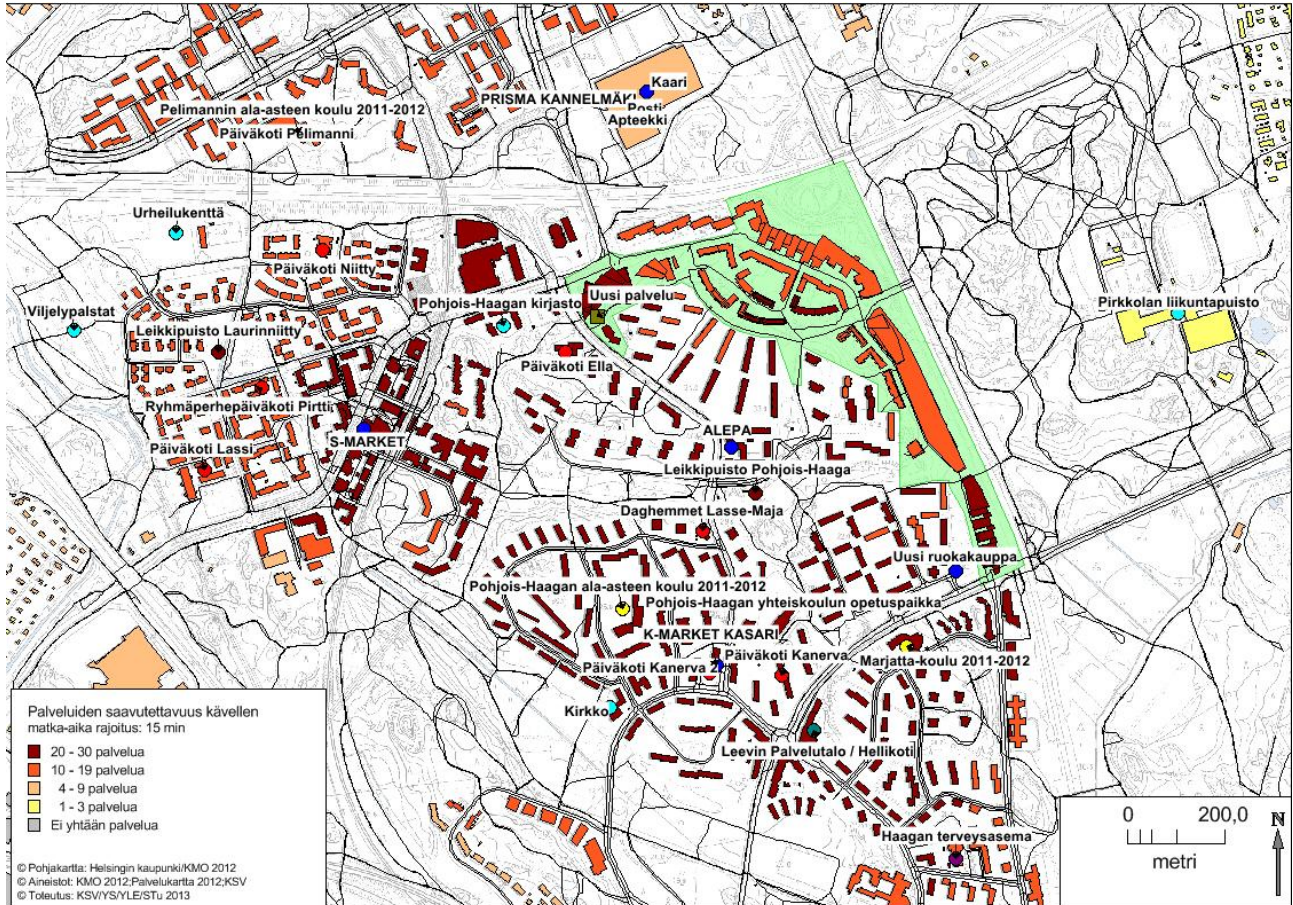 Kaari
PRISMA KANNELMÄKI
Posti
Apteekki
Pelimannin ala-asteen koulu 2011-2012
Päiväkoti Pelimanni
Urheilukenttä
Päiväkoti Niitty
Pohjois-Haagan kirjasto
Uusi palvelu
Pirkkolan liikuntapuisto
Viljelypalstat
Leikkipuisto Laurinniitty
Päiväkoti Ella
Ryhmäperhepäiväkoti Pirtti
S-MARKET
ALEPA
Päiväkoti Lassi
Leikkipuisto Pohjois-Haaga
Daghemmet Lasse-Maja
Uusi ruokakauppa
Pohjois-Haagan ala-asteen koulu 2011-2012
Pohjois-Haagan yhteiskoulun opetuspaikka
K-MARKET KASARI
Päiväkoti Kanerva
Päiväkoti Kanerva 2
Marjatta-koulu 2011-2012
Kirkko
Leevin Palvelutalo / Hellikoti
Haagan terveysasema
Palveluiden saavutettavuus kävellen
matka-aika rajoitus: 15 min
20 - 30 palvelua
10 - 19 palvelua
4 - 9 palvelua
1 - 3 palvelua
Ei yhtään palvelua
© Pohjakartta: Helsingin kaupunki/KMO 2012
© Aineistot: KMO 2012;Palvelukartta 2012;KSV
© Toteutus: KSV/YS/YLE/STu 2013
0 200,0
metri
N